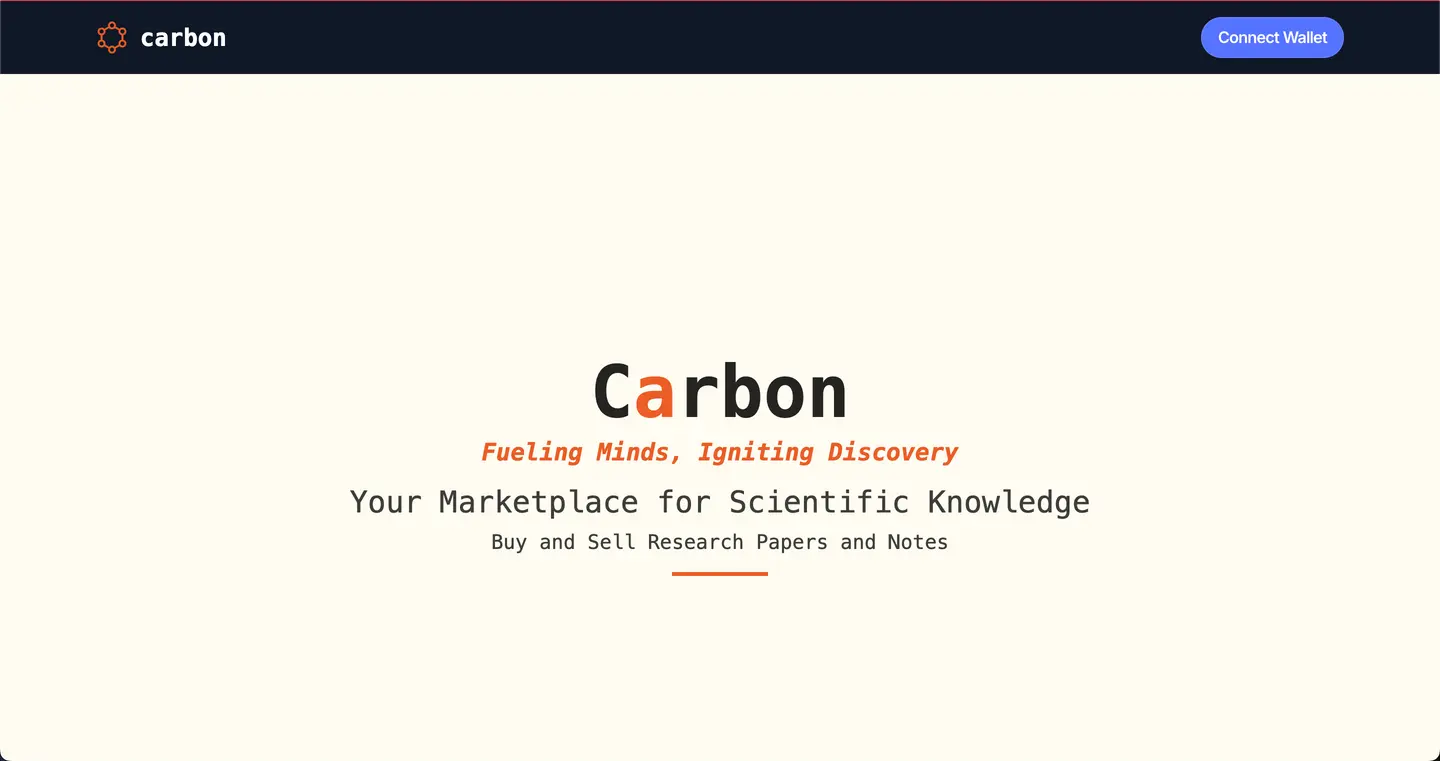 carbon
Connect Wallet
Carbon
Fueling Minds, Igniting Discovery
Your Marketplace for Scientific Knowledge
Buy and Sell Research Papers and Notes